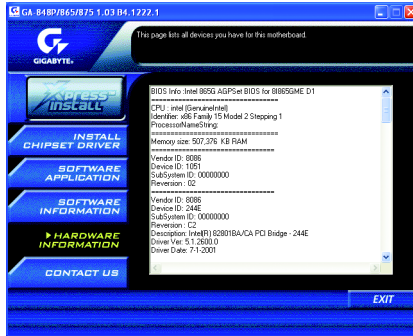 GA-848P/865/875 1.03 B4.1222.1
This page lists all devices you have for this motherboard.
GIGABYTE
Xpress-
INSTALL
INSTALL
CHIPSET DRIVER
SOFTWARE
APPLICATION
SOFTWARE
INFORMATION
HARDWARE
INFORMATION
CONTACT US
BIOS Info :Intel 865G AGPSet BIOS for 8I865GME D1
==============================
CPU : intel (GenuineIntel)
Identifier: x86 Family 15 Model 2 Stepping 1
ProcessorNameString:
==============================
Memory size: 507,376 KB RAM
==============================
Vendor ID: 8086
Device ID: 1051
SubSystem ID: 00000000
Reversion : 02
==============================
Vendor ID: 8086
Device ID: 244E
SubSystem ID: 00000000
Reversion : C2
Description: Intel(R) 82801BA/CA PCI Bridge - 244E
Driver Ver: 5.1.2600.0
Driver Date: 7-1-2001
EXIT